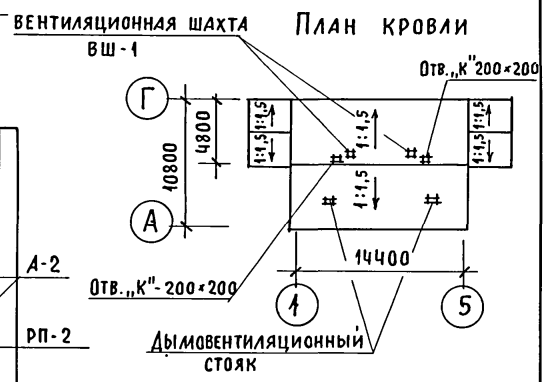 ВЕНТИЛЯЦИОННАЯ ШАХТА
ВШ-1
ПЛАН КРОВЛИ
ОТВ. „К" 200×200
Г
4800
10800
А
1:1,5
1:1,5
1:1,5
1:1,5
1:1,5
1:1,5
14400
1
5
А-2
РП-2
ОТВ. „К"-200×200
ДЫМОВЕНТИЛЯЦИОННЫЙ
СТОЯК